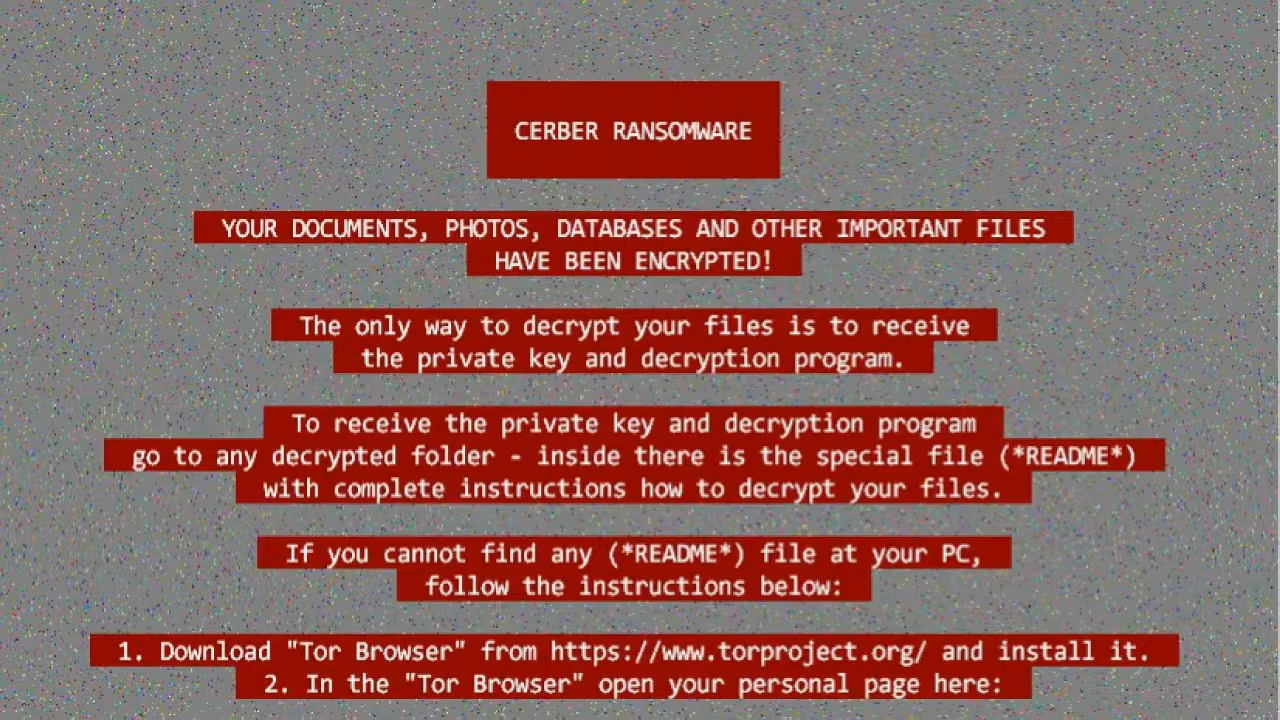 CERBER RANSOMWARE
YOUR DOCUMENTS, PHOTOS, DATABASES AND OTHER IMPORTANT FILES
HAVE BEEN ENCRYPTED!
The only way to decrypt your files is to receive
the private key and decryption program.
To receive the private key and decryption program
go to any decrypted folder - inside there is the special file (*README*)
with complete instructions how to decrypt your files.
If you cannot find any (*README*) file at your PC,
follow the instructions below:
1. Download "Tor Browser" from https://www.torproject.org/ and install it.
2. In the "Tor Browser" open your personal page here: